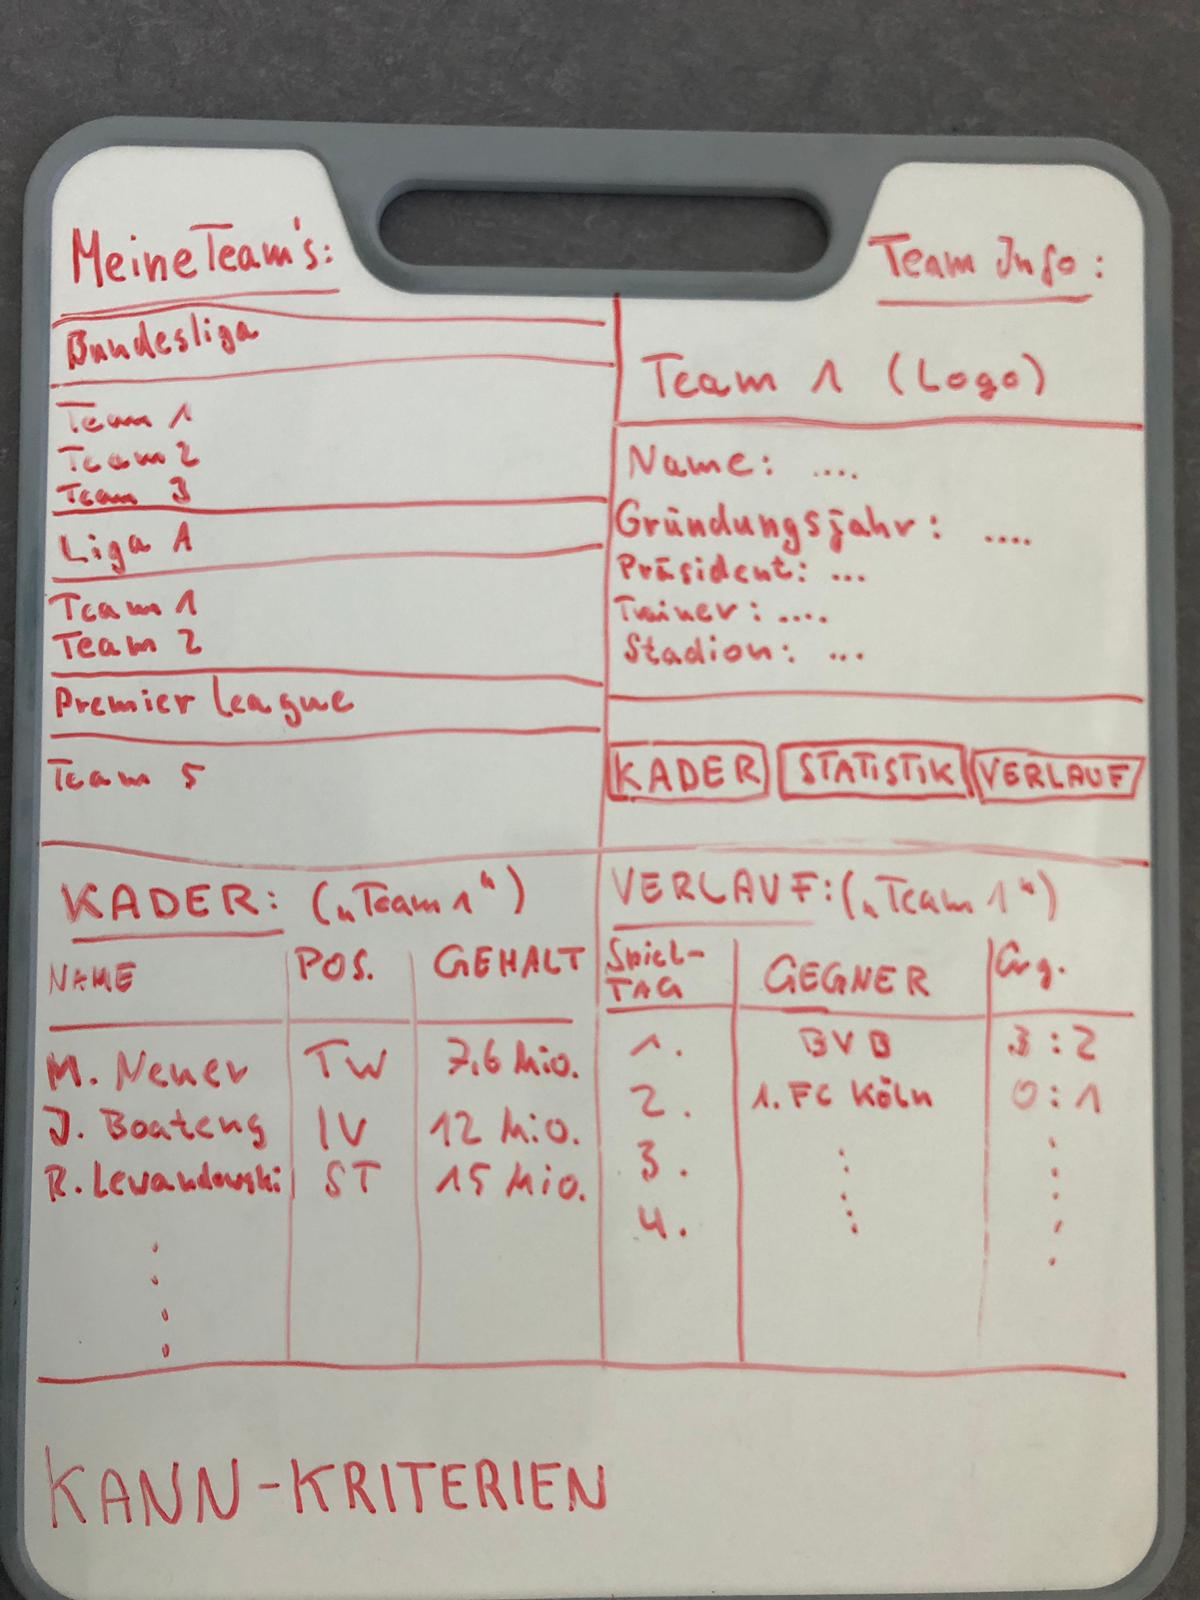 Meine Team's:
Bundesliga
Team 1
Team 2
Team 3
Liga A
Team 1
Team 2
Premier League
Team 5
Team Info:
Team 1 (Logo)
Name: ....
Gründungsjahr: ....
Präsident: ...
Trainer: ....
Stadion: ...
KADER STATISTIK VERLAUF
KADER: („Team 1“)
NAME POS. GEHALT
M. Neuer TW 7,6 Mio.
J. Boateng IV 12 Mio.
R. Lewandowski ST 15 Mio.
VERLAUF: („Team 1“)
Spiel-
TAG GEGNER Erg.
1. BVB 3:2
2. 1. FC Köln 0:1
3.
4.
KANN-KRITERIEN